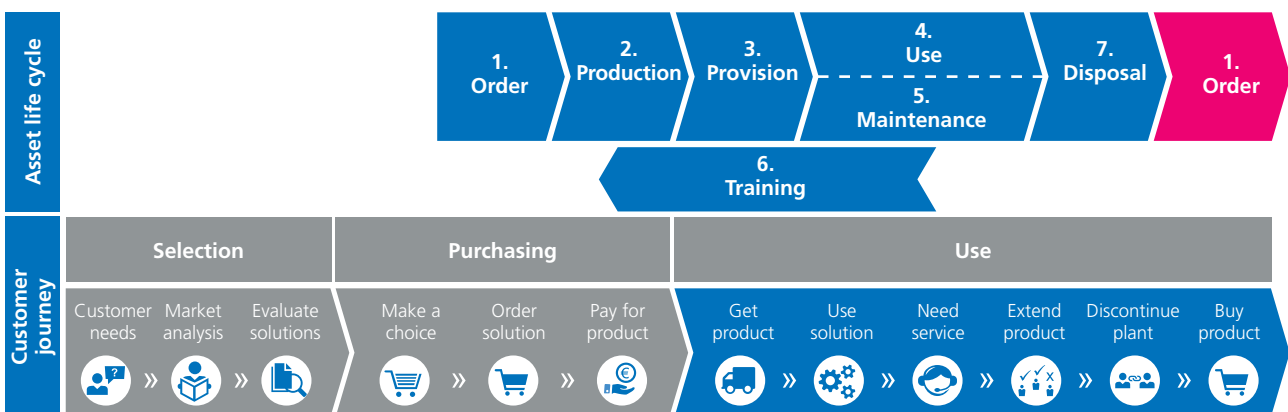 Asset life cycle
1.
Order
2.
Production
3.
Provision
4.
Use
5.
Maintenance
7.
Disposal
1.
Order
6.
Training
Customer
journey
Selection
Purchasing
Use
Customer
needs
»
Market
analysis
»
Evaluate
solutions
Make a
choice
»
Order
solution
»
Pay for
product
Get
product
»
Use
solution
»
Need
service
»
Extend
product
»
Discontinue
plant
»
Buy
product
?
€